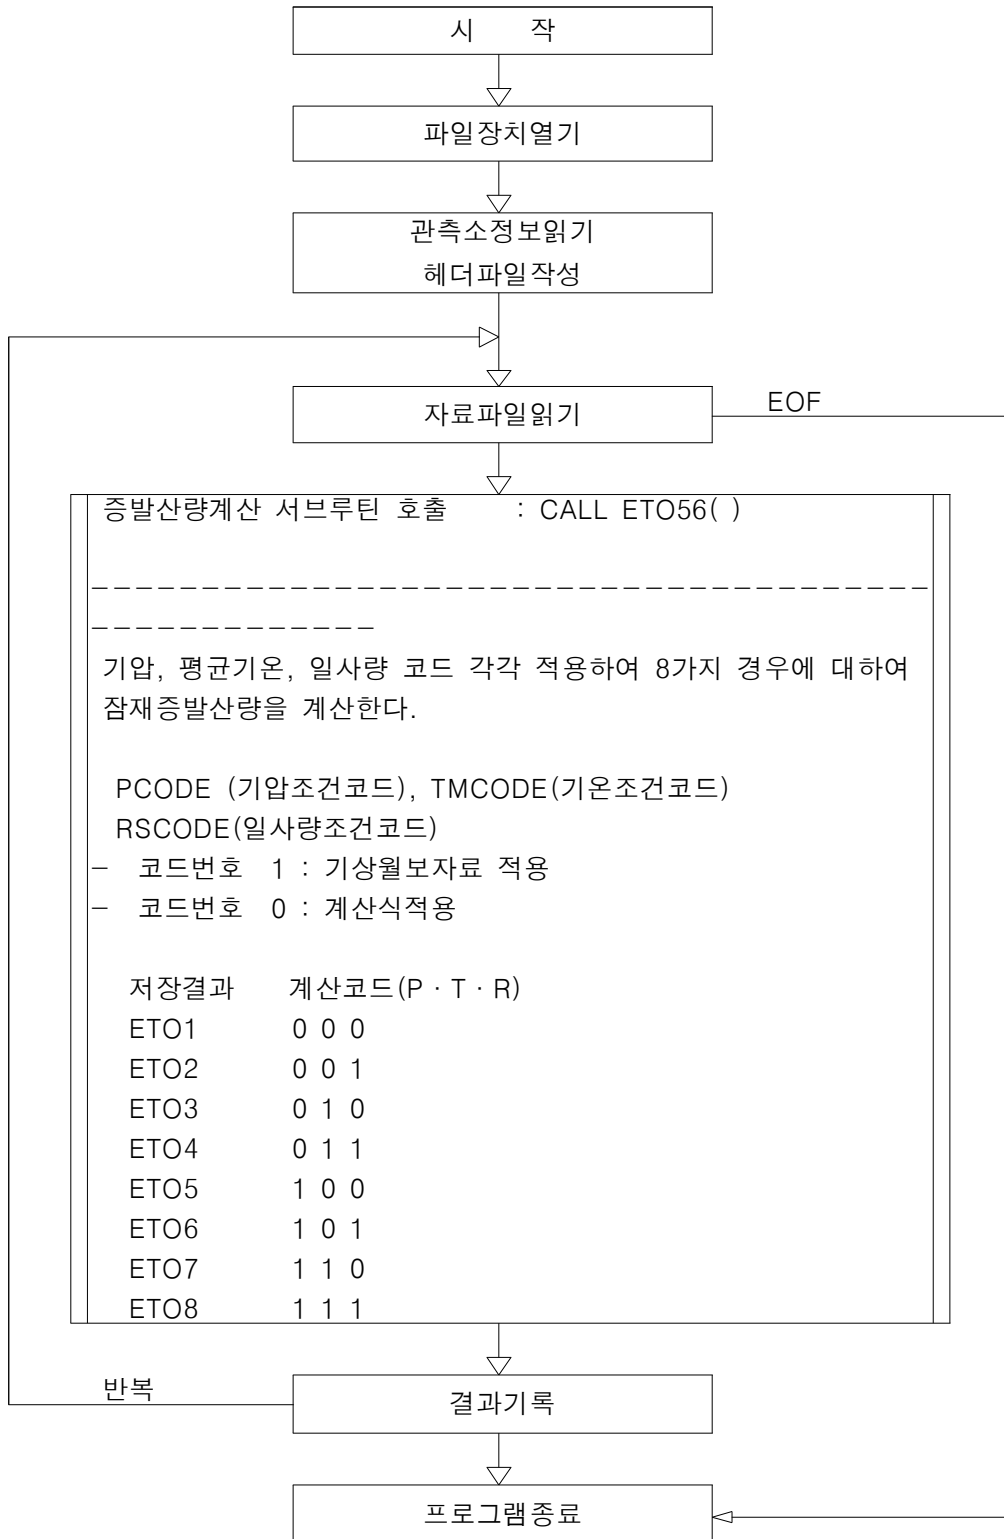 시 작
파일장치열기
관측소정보읽기
헤더파일작성
자료파일읽기
EOF
증발산량계산 서브루틴 호출 : CALL ETO56( )
--------------------------------------
-------------
기압, 평균기온, 일사량 코드 각각 적용하여 8가지 경우에 대하여
잠재증발산량을 계산한다.
PCODE (기압조건코드), TMCODE(기온조건코드)
RSCODE(일사량조건코드)
- 코드번호 1 : 기상월보자료 적용
- 코드번호 0 : 계산식적용
저장결과 계산코드(P · T · R)
ETO1 0 0 0
ETO2 0 0 1
ETO3 0 1 0
ETO4 0 1 1
ETO5 1 0 0
ETO6 1 0 1
ETO7 1 1 0
ETO8 1 1 1
반복
결과기록
프로그램종료